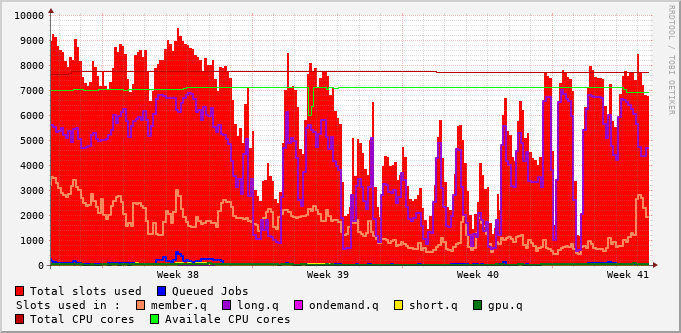 10000
9000
8000
7000
6000
5000
4000
3000
2000
1000
0
Week 38 Week 39 Week 40 Week 41
RRDTOOL / TOBI OETIKER
Total slots used Queued Jobs
Slots used in : member.q long.q ondemand.q short.q gpu.q
Total CPU cores Availale CPU cores